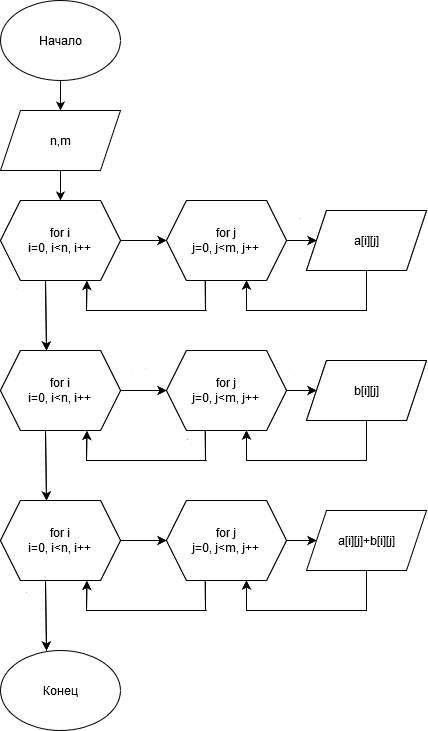 Начало
n,m
for i
i=0, i<n, i++
for j
j=0, j<m, j++
a[i][j]
for i
i=0, i<n, i++
for j
j=0, j<m, j++
b[i][j]
for i
i=0, i<n, i++
for j
j=0, j<m, j++
a[i][j]+b[i][j]
Конец